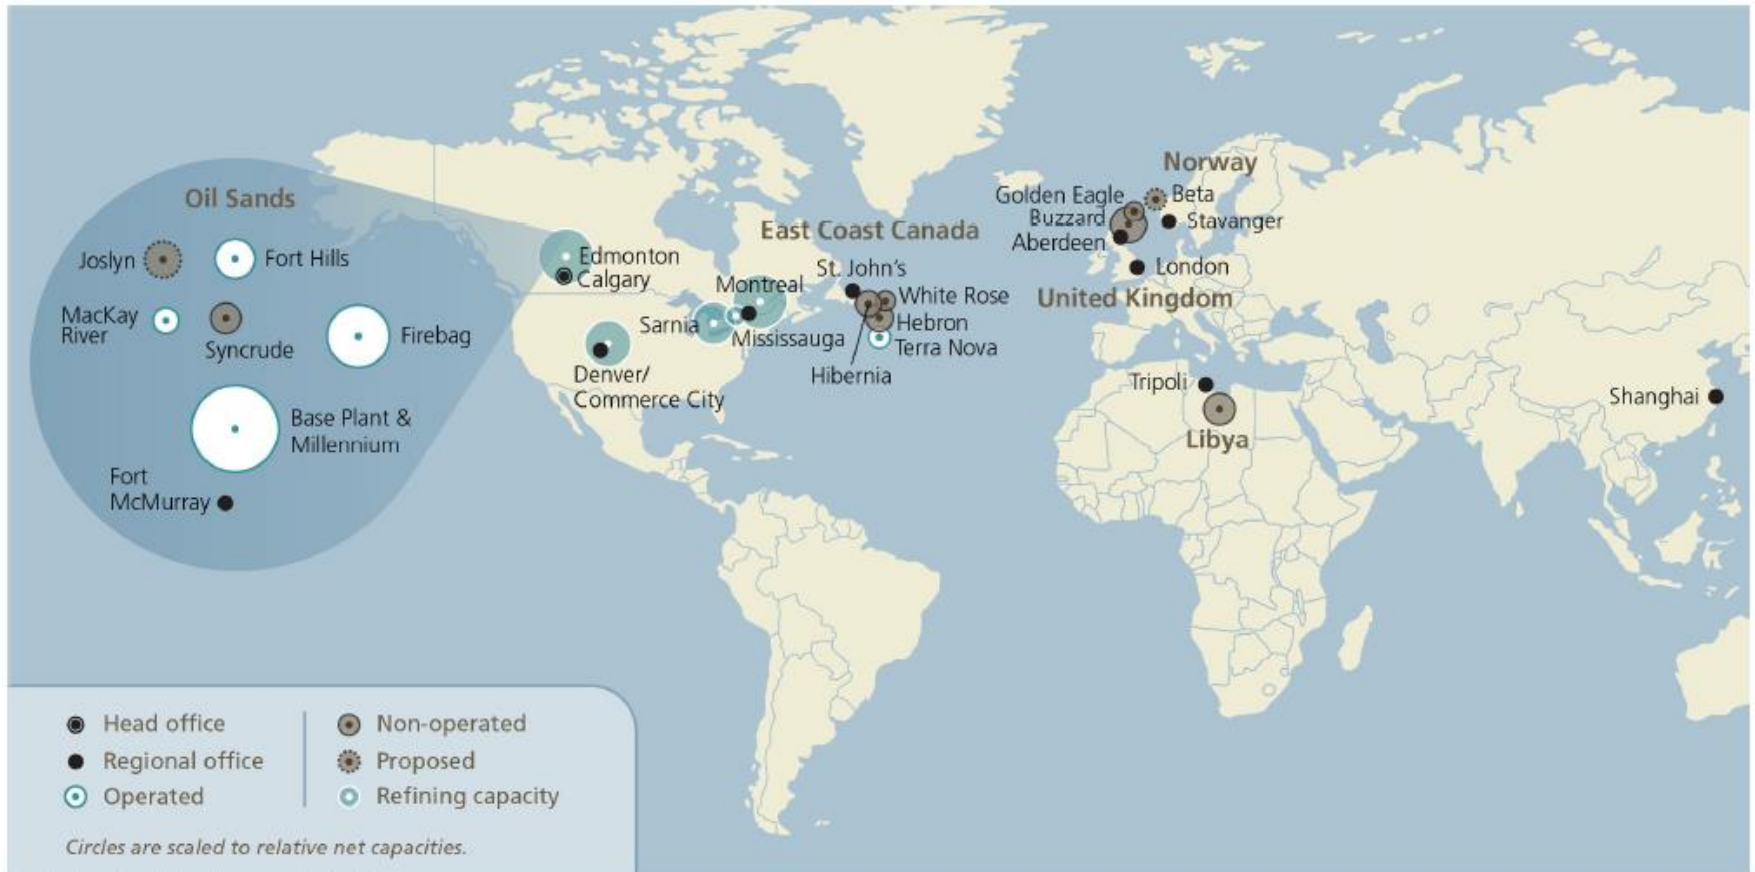 Oil Sands
Joslyn
Fort Hills
MacKay
River
Syncrude
Firebag
Base Plant &
Millennium
Fort
McMurray
Edmonton
Calgary
Denver/
Commerce City
Sarnia
Montreal
Mississauga
East Coast Canada
St. John's
White Rose
Hebron
Terra Nova
Hibernia
Norway
Golden Eagle
Beta
Buzzard
Stavanger
Aberdeen
London
United Kingdom
Tripoli
Libya
Shanghai
Head office
Regional office
Operated
Non-operated
Proposed
Refining capacity
Circles are scaled to relative net capacities.